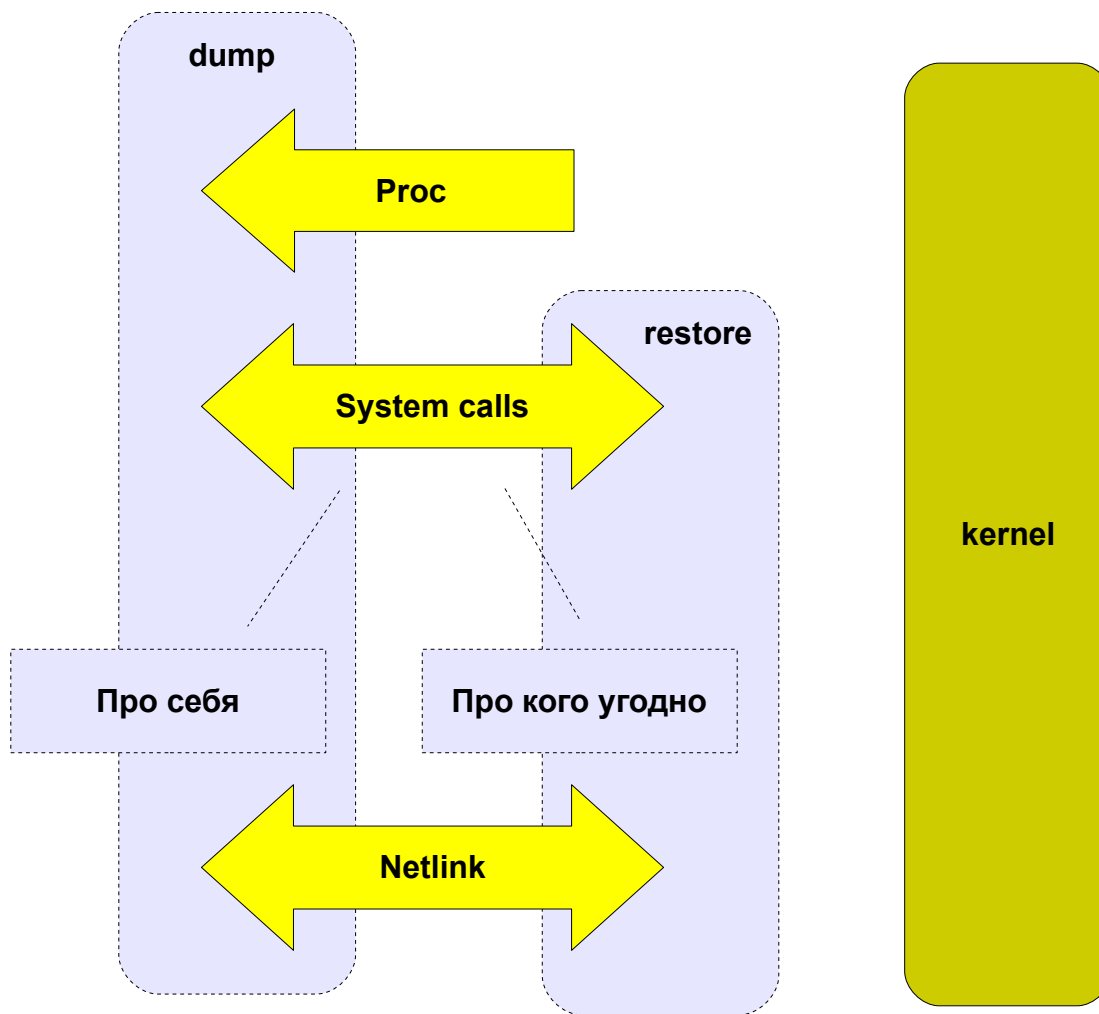 dump
Proc
restore
System calls
kernel
Про себя
Про кого угодно
Netlink